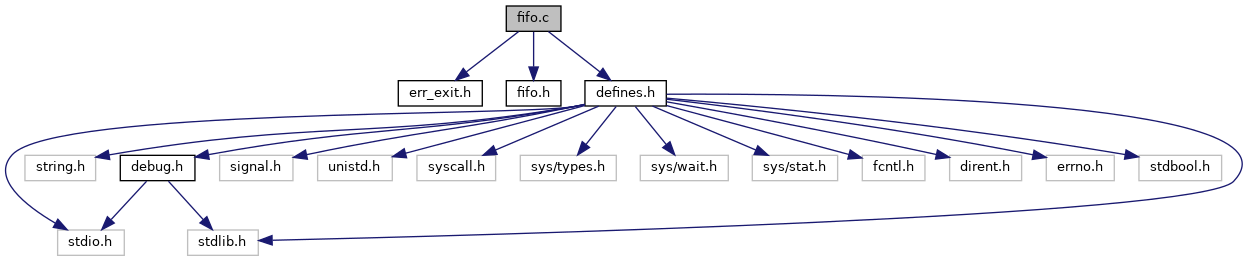 fifo.c
err_exit.h
fifo.h
defines.h
string.h
debug.h
signal.h
unistd.h
syscall.h
sys/types.h
sys/wait.h
sys/stat.h
fcntl.h
dirent.h
errno.h
stdbool.h
stdio.h
stdlib.h